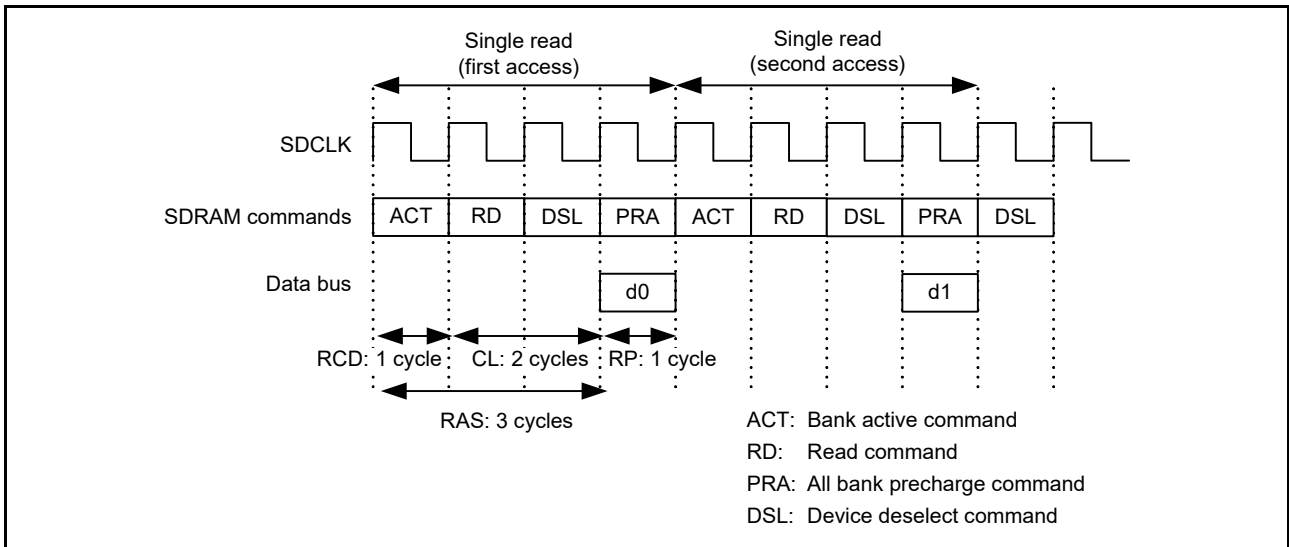 Single read
(first access)
Single read
(second access)
SDCLK
SDRAM commands
ACT RD DSL PRA ACT RD DSL PRA DSL
Data bus
d0 d1
RCD: 1 cycle CL: 2 cycles RP: 1 cycle
RAS: 3 cycles
ACT: Bank active command
RD: Read command
PRA: All bank precharge command
DSL: Device deselect command